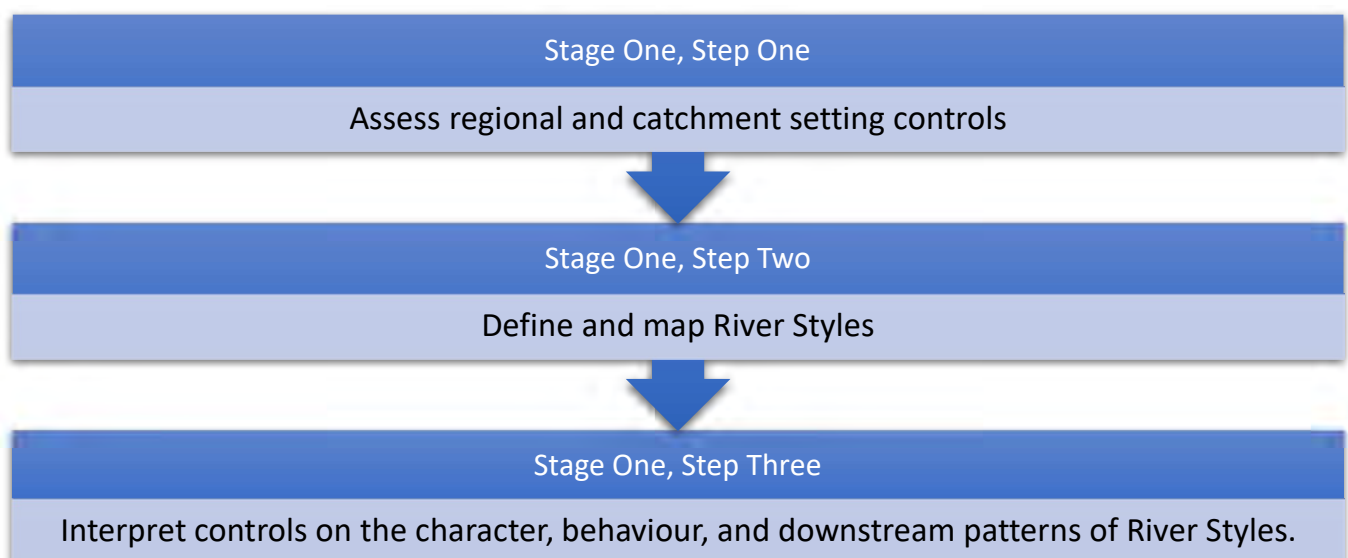 Stage One, Step One
Assess regional and catchment setting controls
Stage One, Step Two
Define and map River Styles
Stage One, Step Three
Interpret controls on the character, behaviour, and downstream patterns of River Styles.